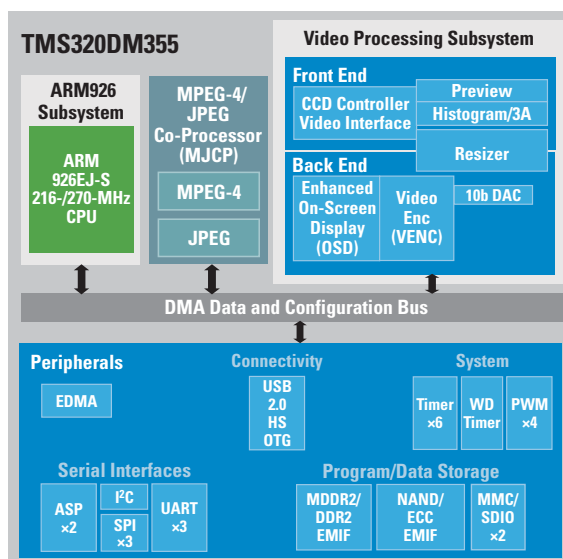 TMS320DM355
Video Processing Subsystem
ARM926
Subsystem
ARM
926EJ-S
216-/270-MHz
CPU
MPEG-4/
JPEG
Co-Processor
(MJCP)
MPEG-4
JPEG
Front End
CCD Controller
Video Interface
Preview
Histogram/3A
Resizer
Back End
Enhanced
On-Screen
Display
(OSD)
Video
Enc
(VENC)
10b DAC
DMA Data and Configuration Bus
Peripherals
EDMA
Connectivity
USB
2.0
HS
OTG
System
Timer
×6
WD
Timer
PWM
×4
Serial Interfaces
ASP
×2
I²C
SPI
×3
UART
×3
Program/Data Storage
MDDR2/
DDR2
EMIF
NAND/
ECC
EMIF
MMC/
SDIO
×2